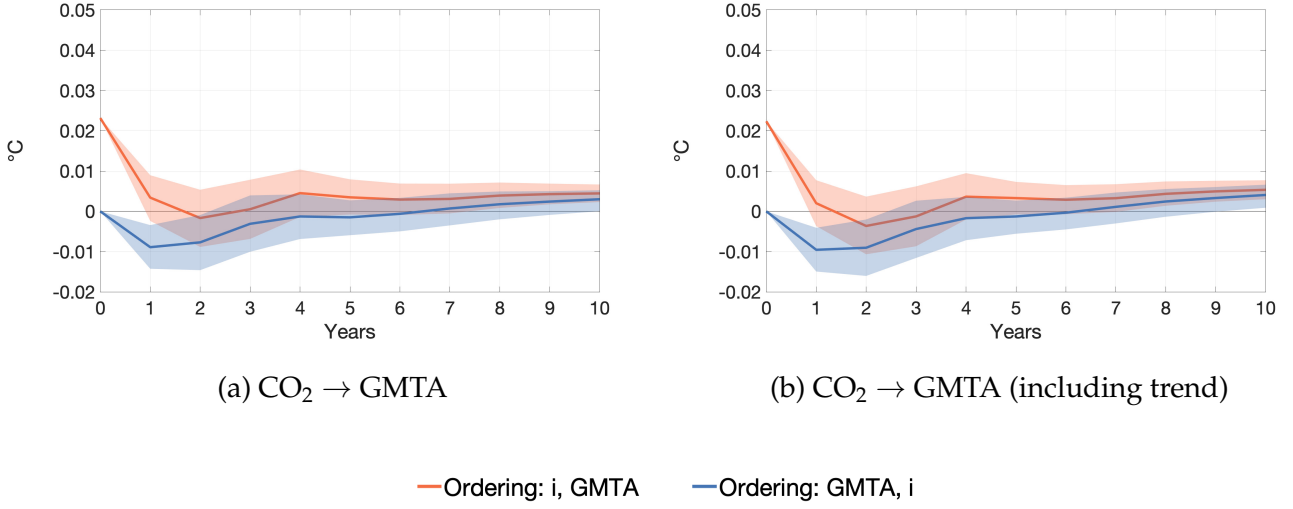 0.05
0.04
0.03
0.02
0.01
0
-0.01
-0.02
°C
0 1 2 3 4 5 6 7 8 9 10
Years
(a) CO₂ → GMTA
0.05
0.04
0.03
0.02
0.01
0
-0.01
-0.02
°C
0 1 2 3 4 5 6 7 8 9 10
Years
(b) CO₂ → GMTA (including trend)
Ordering: i, GMTA
Ordering: GMTA, i